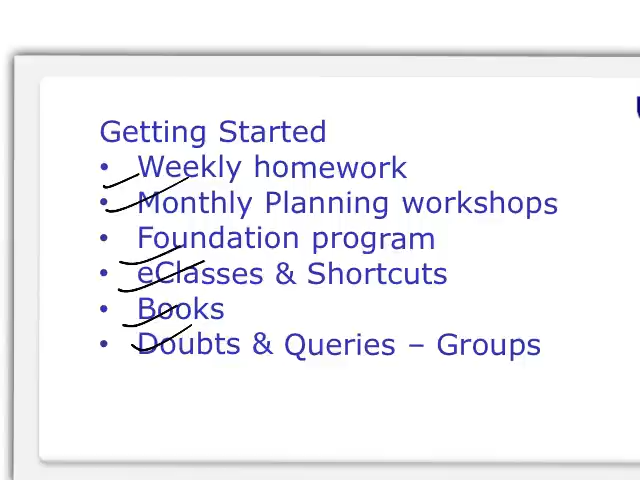 Getting Started
• Weekly homework
• Monthly Planning workshops
• Foundation program
• eClasses & Shortcuts
• Books
• Doubts & Queries – Groups